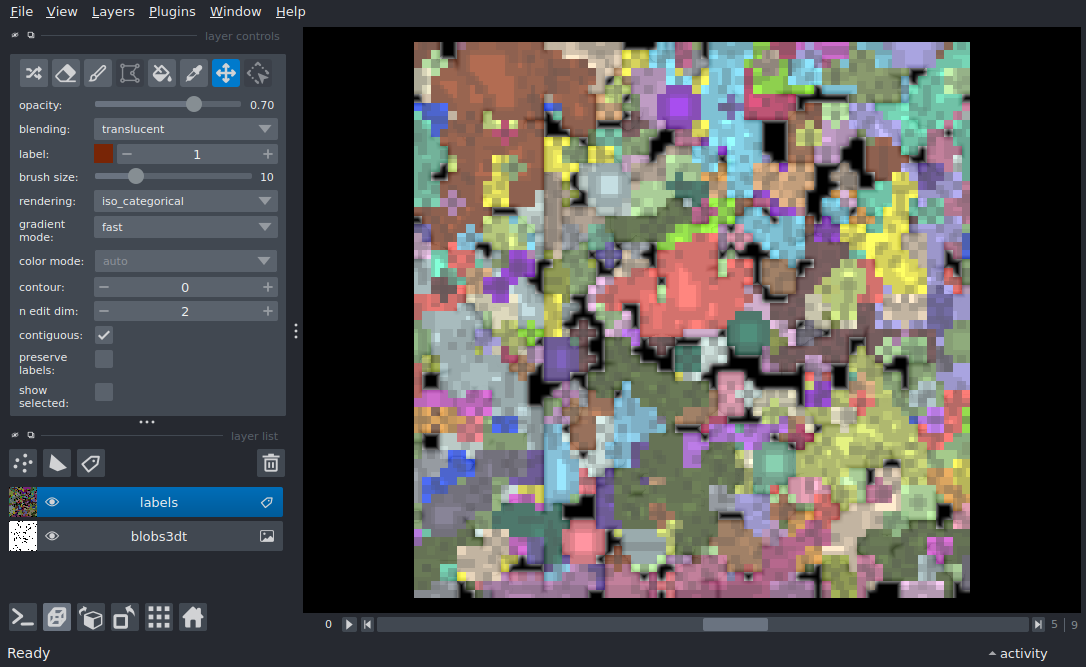 File View Layers Plugins Window Help
layer controls
opacity: 0.70
blending: translucent
label: 1
brush size: 10
rendering: iso_categorical
gradient
mode: fast
color mode: auto
contour: 0
n edit dim: 2
contiguous:
preserve
labels:
show
selected:
layer list
labels
blobs3dt
0 5 | 9
Ready activity